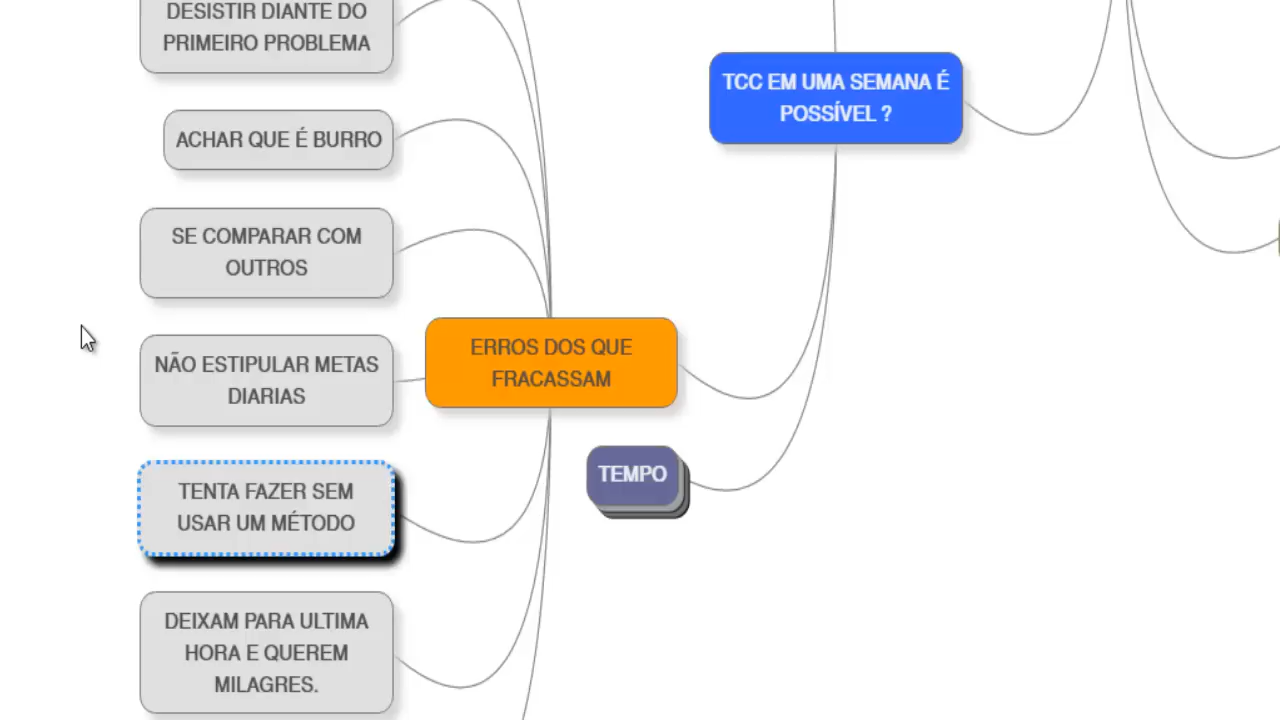 DESISTIR DIANTE DO
PRIMEIRO PROBLEMA
TCC EM UMA SEMANA É
POSSÍVEL ?
ACHAR QUE É BURRO
SE COMPARAR COM
OUTROS
ERROS DOS QUE
FRACASSAM
NÃO ESTIPULAR METAS
DIARIAS
TEMPO
TENTA FAZER SEM
USAR UM MÉTODO
DEIXAM PARA ULTIMA
HORA E QUEREM
MILAGRES.